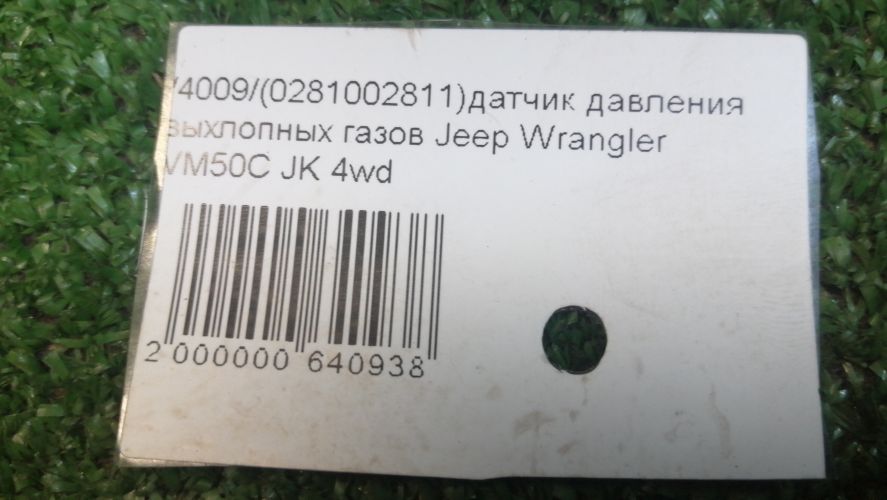 /4009/(0281002811)датчик давления
выхлопных газов Jeep Wrangler
VM50C JK 4wd
2 000000 640938